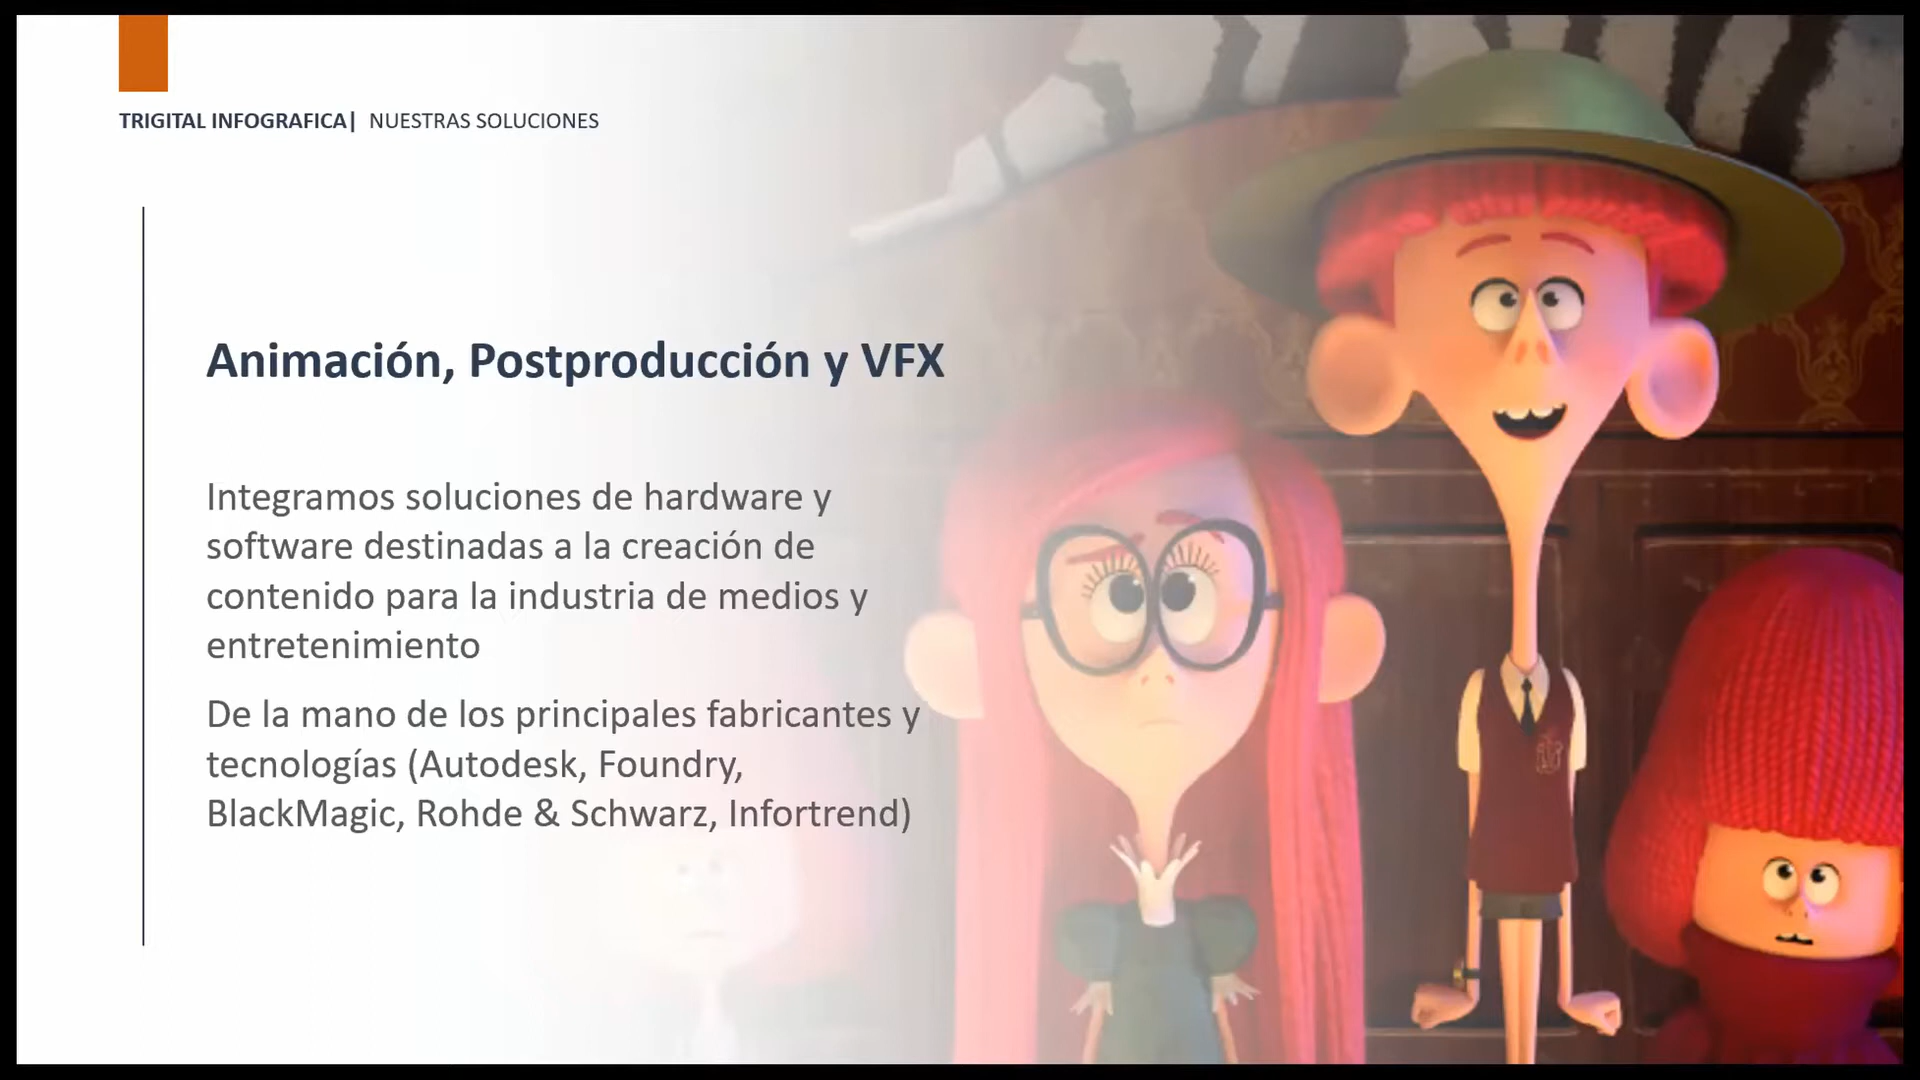 TRIGITAL INFOGRAFICA| NUESTRAS SOLUCIONES
Animación, Postproducción y VFX
Integramos soluciones de hardware y
software destinadas a la creación de
contenido para la industria de medios y
entretenimiento
De la mano de los principales fabricantes y
tecnologías (Autodesk, Foundry,
BlackMagic, Rohde & Schwarz, Infortrend)